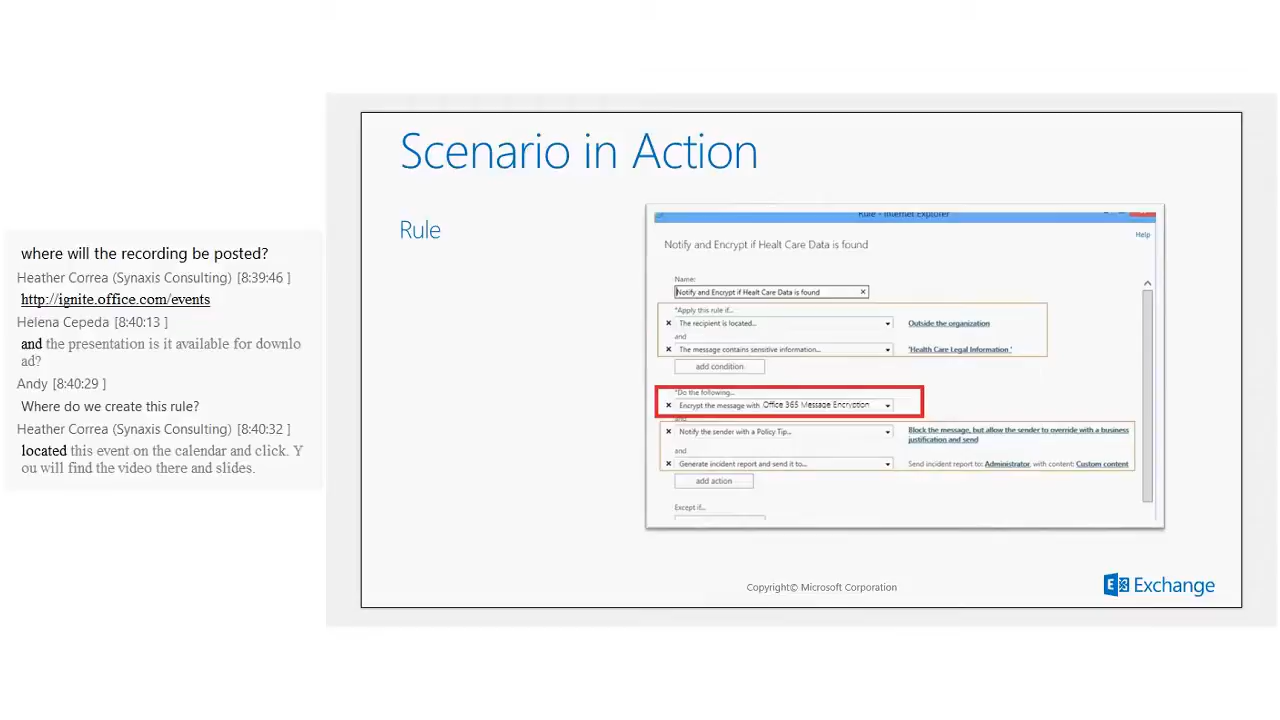 where will the recording be posted?
Heather Correa (Synaxis Consulting) [8:39:46 ]
http://ignite.office.com/events
Helena Cepeda [8:40:13 ]
and the presentation is it available for downlo
ad?
Andy [8:40:29 ]
Where do we create this rule?
Heather Correa (Synaxis Consulting) [8:40:32 ]
located this event on the calendar and click. Y
ou will find the video there and slides.
Scenario in Action
Rule
Rule - Internet Explorer
Help
Notify and Encrypt if Healt Care Data is found
Name:
Notify and Encrypt if Healt Care Data is found
*Apply this rule if...
The recipient is located... Outside the organization
and
The message contains sensitive information... 'Health Care Legal Information '
add condition
*Do the following...
Encrypt the message with Office 365 Message Encryption
and
Notify the sender with a Policy Tip... Block the message, but allow the sender to override with a business
justification and send
and
Generate incident report and send it to... Send incident report to: Administrator, with content: Custom content
add action
Except if...
Copyright© Microsoft Corporation
Exchange